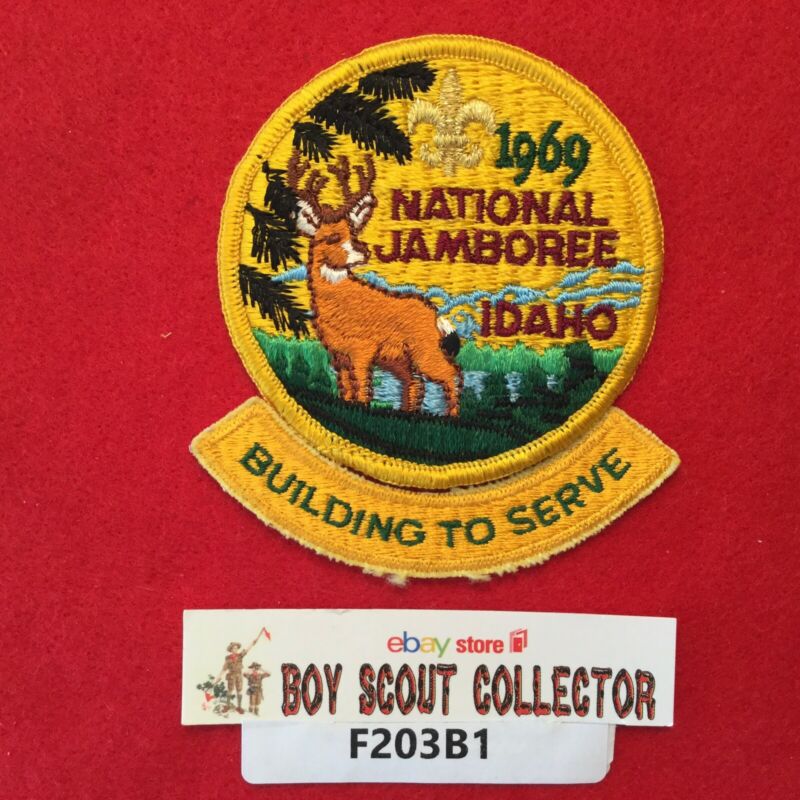 1969
NATIONAL
JAMBOREE
IDAHO
BUILDING TO SERVE
ebay store
BOY SCOUT COLLECTOR
F203B1